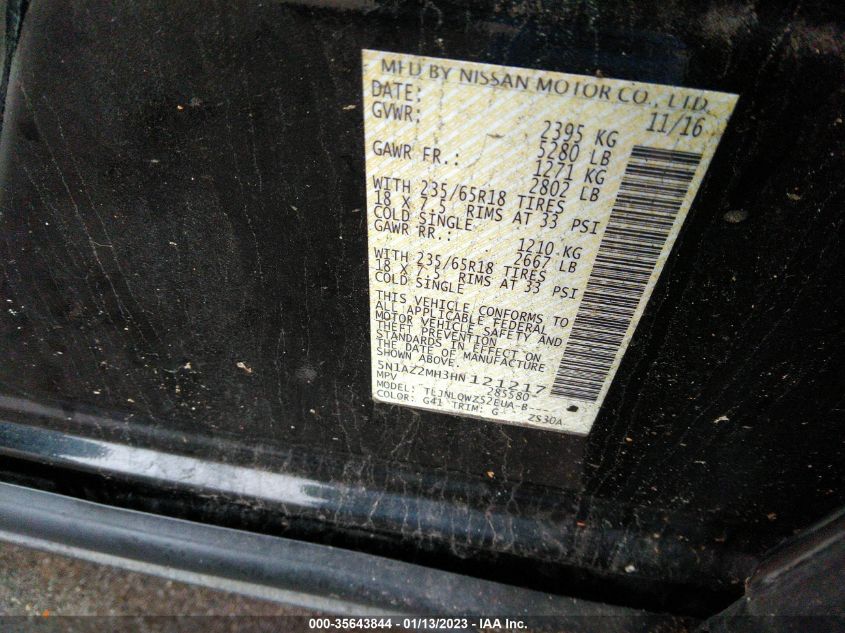 MFD BY NISSAN MOTOR CO., LTD.
DATE: 11/16
GVWR: 2395 KG
5280 LB
GAWR FR.: 1271 KG
2802 LB
WITH 235/65R18 TIRES
18 X 7.5 RIMS AT 33 PSI
COLD SINGLE
GAWR RR.: 1210 KG
2667 LB
WITH 235/65R18 TIRES
18 X 7.5 RIMS AT 33 PSI
COLD SINGLE
THIS VEHICLE CONFORMS TO
ALL APPLICABLE FEDERAL
MOTOR VEHICLE SAFETY AND
THEFT PREVENTION
STANDARDS IN EFFECT ON
THE DATE OF MANUFACTURE
SHOWN ABOVE.
5N1AZ2MH3HN121217
MPV 285580
MODEL: TLJNLQWZ52EUA-B----
COLOR: G41 TRIM: G ZS30A
000-35643844 | 01/13/2023 - IAA Inc.